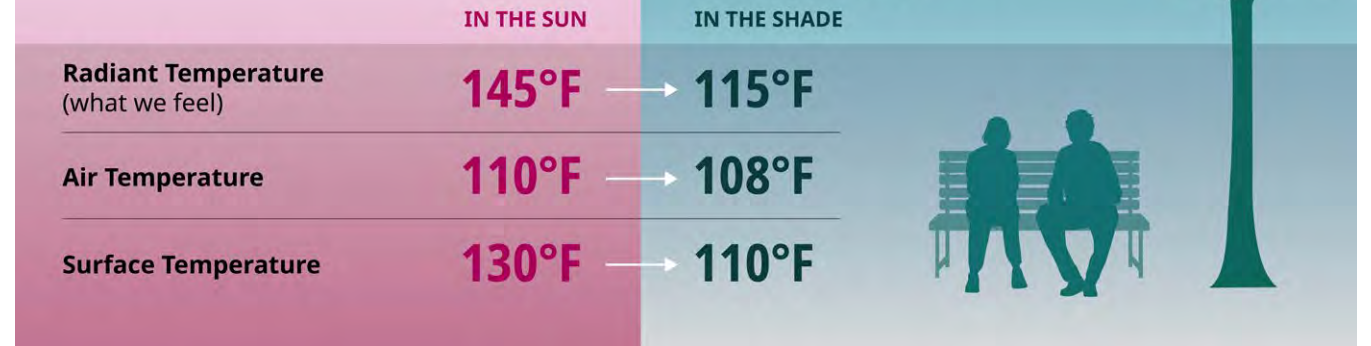 IN THE SUN IN THE SHADE
Radiant Temperature
(what we feel) 145°F 115°F
Air Temperature 110°F 108°F
Surface Temperature 130°F 110°F